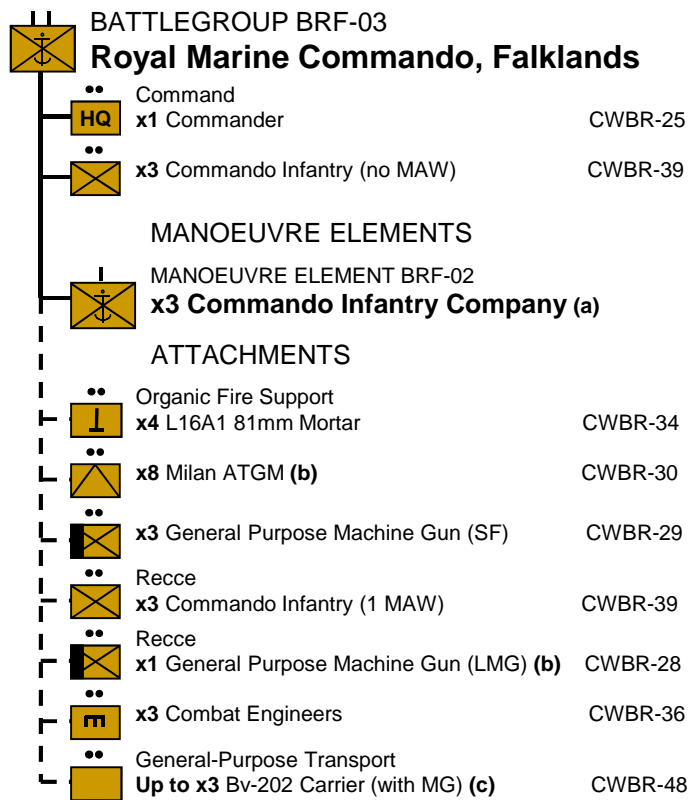 BATTLEGROUP BRF-03
Royal Marine Commando, Falklands
Command
HQ x1 Commander CWBR-25
x3 Commando Infantry (no MAW) CWBR-39
MANOEUVRE ELEMENTS
MANOEUVRE ELEMENT BRF-02
x3 Commando Infantry Company (a)
ATTACHMENTS
Organic Fire Support
x4 L16A1 81mm Mortar CWBR-34
x8 Milan ATGM (b) CWBR-30
x3 General Purpose Machine Gun (SF) CWBR-29
Recce
x3 Commando Infantry (1 MAW) CWBR-39
Recce
x1 General Purpose Machine Gun (LMG) (b) CWBR-28
x3 Combat Engineers CWBR-36
General-Purpose Transport
Up to x3 Bv-202 Carrier (with MG) (c) CWBR-48